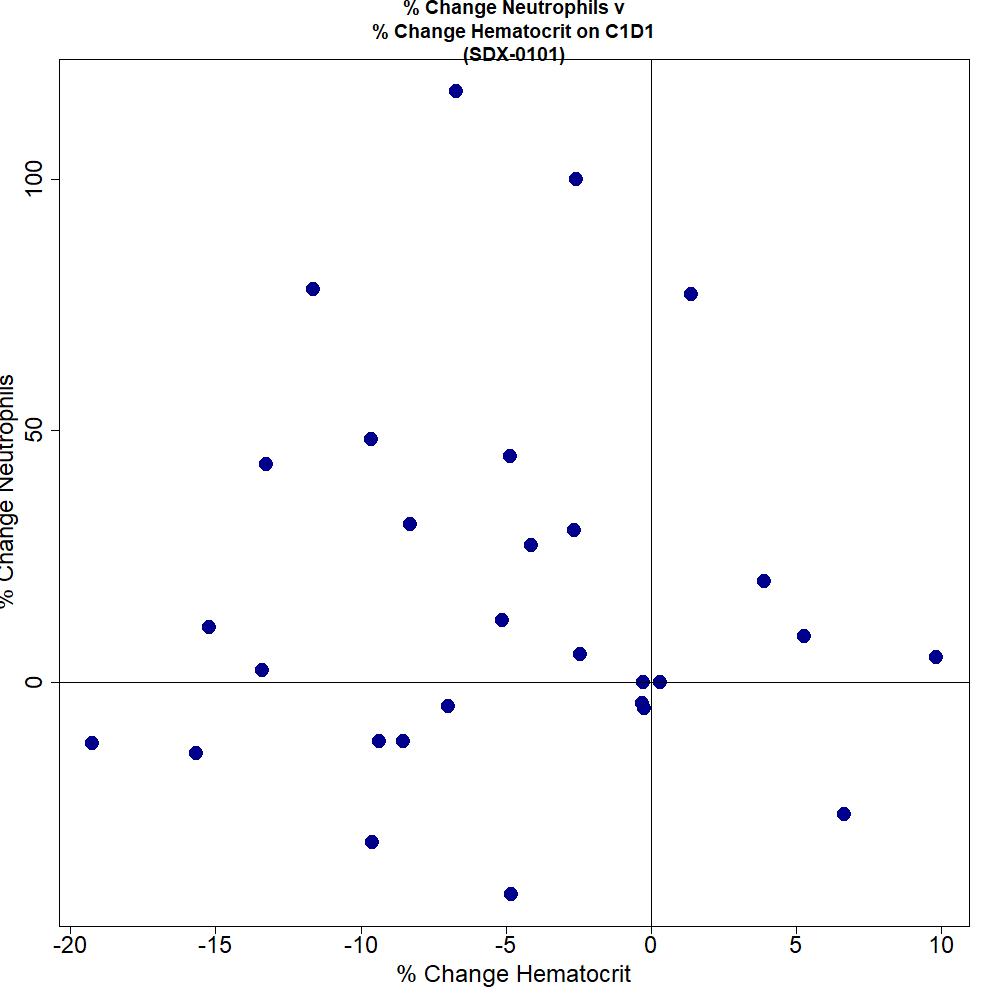 % Change Neutrophils v
% Change Hematocrit on C1D1
(SDX-0101)
% Change Neutrophils
100
50
0
-20
-15
-10
-5
0
5
10
% Change Hematocrit